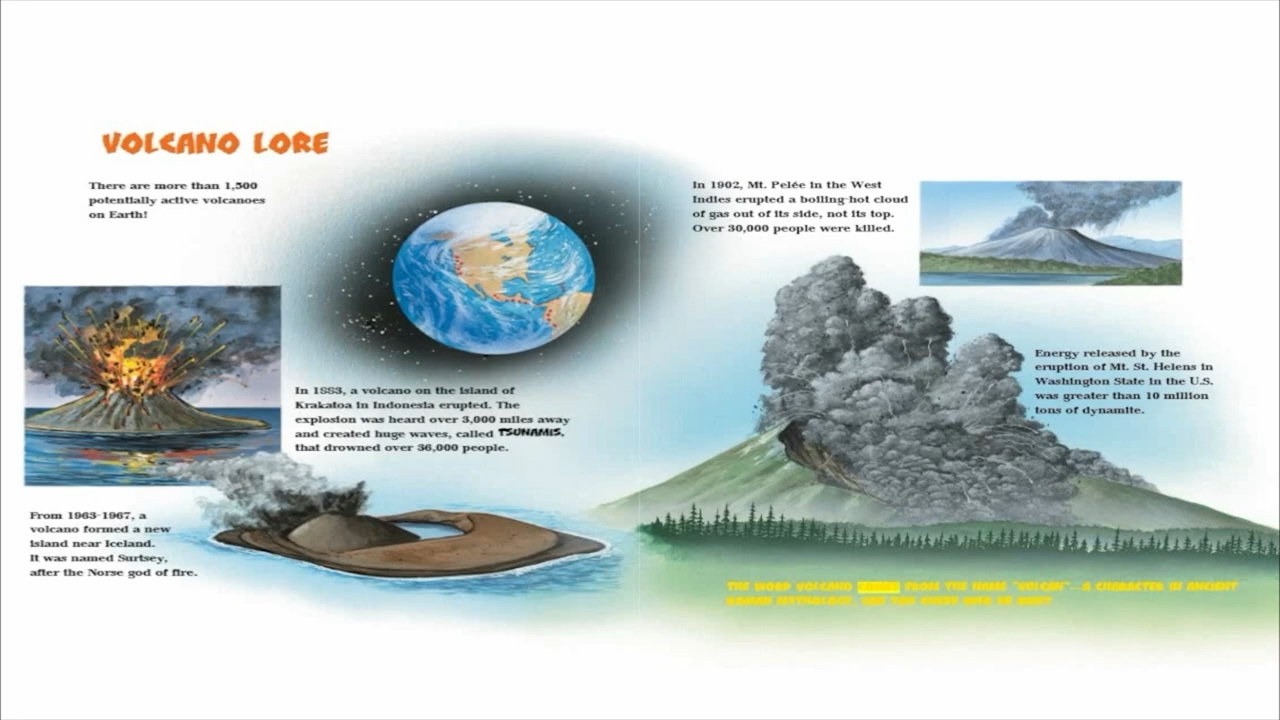 VOLCANO LORE
There are more than 1,500
potentially active volcanoes
on Earth!
In 1883, a volcano on the island of
Krakatoa in Indonesia erupted. The
explosion was heard over 3,000 miles away
and created huge waves, called TSUNAMIS,
that drowned over 36,000 people.
From 1963-1967, a
volcano formed a new
island near Iceland.
It was named Surtsey,
after the Norse god of fire.
In 1902, Mt. Pelée in the West
Indies erupted a boiling-hot cloud
of gas out of its side, not its top.
Over 30,000 people were killed.
Energy released by the
eruption of Mt. St. Helens in
Washington State in the U.S.
was greater than 10 million
tons of dynamite.
THE WORD VOLCANO COMES FROM THE NAME "VULCAN"—A CHARACTER IN ANCIENT
ROMAN MYTHOLOGY. CAN YOU GUESS WHO HE WAS?